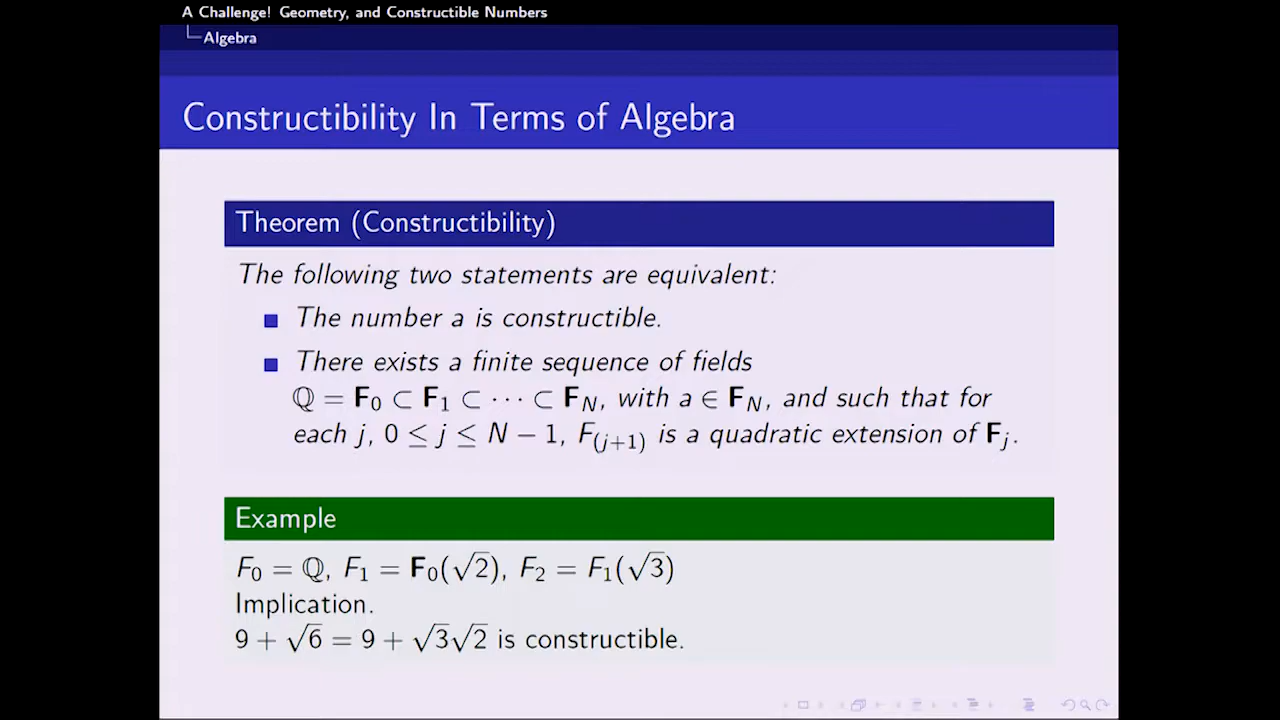 A Challenge! Geometry, and Constructible Numbers
Algebra
Constructibility In Terms of Algebra
Theorem (Constructibility)
The following two statements are equivalent:
The number a is constructible.
There exists a finite sequence of fields
ℚ = F₀ ⊂ F₁ ⊂ ⋯ ⊂ F_N, with a ∈ F_N, and such that for
each j, 0 ≤ j ≤ N − 1, F_(j+1) is a quadratic extension of F_j.
Example
F₀ = ℚ, F₁ = F₀(√2), F₂ = F₁(√3)
Implication.
9 + √6 = 9 + √3√2 is constructible.